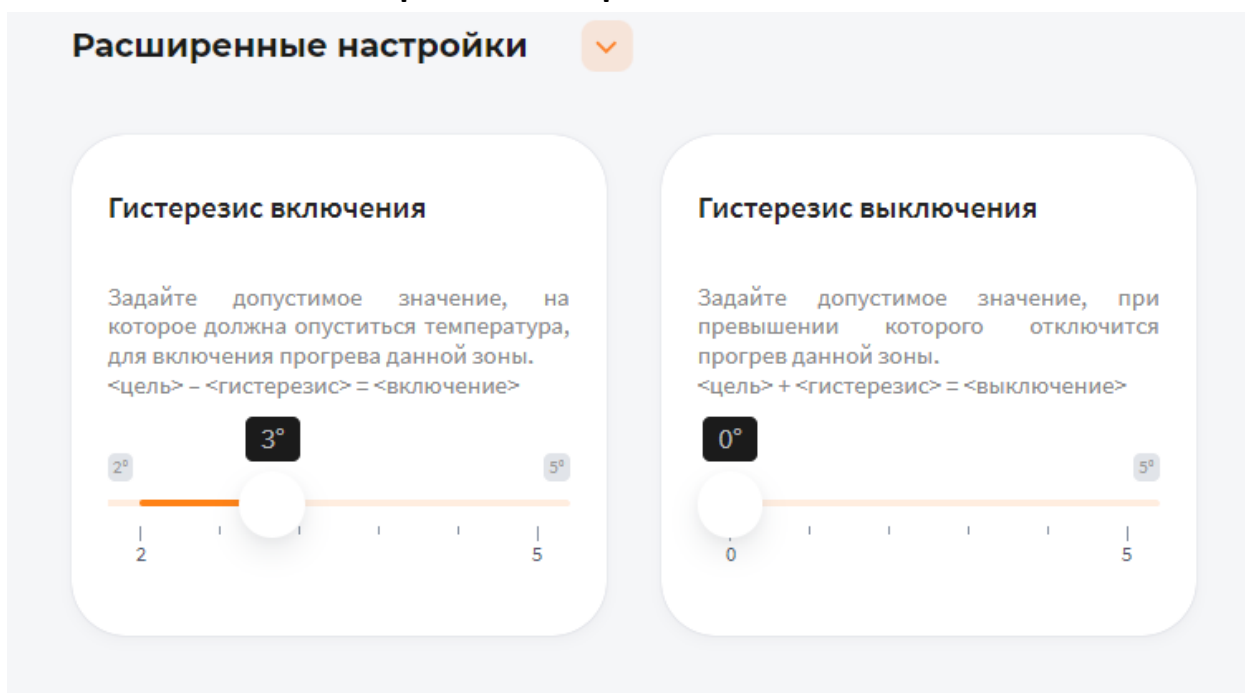 Расширенные настройки
Гистерезис включения
Задайте допустимое значение, на
которое должна опуститься температура,
для включения прогрева данной зоны.
<цель> – <гистерезис> = <включение>
3°
2°
5°
2
5
Гистерезис выключения
Задайте допустимое значение, при
превышении которого отключится
прогрев данной зоны.
<цель> + <гистерезис> = <выключение>
0°
5°
0
5